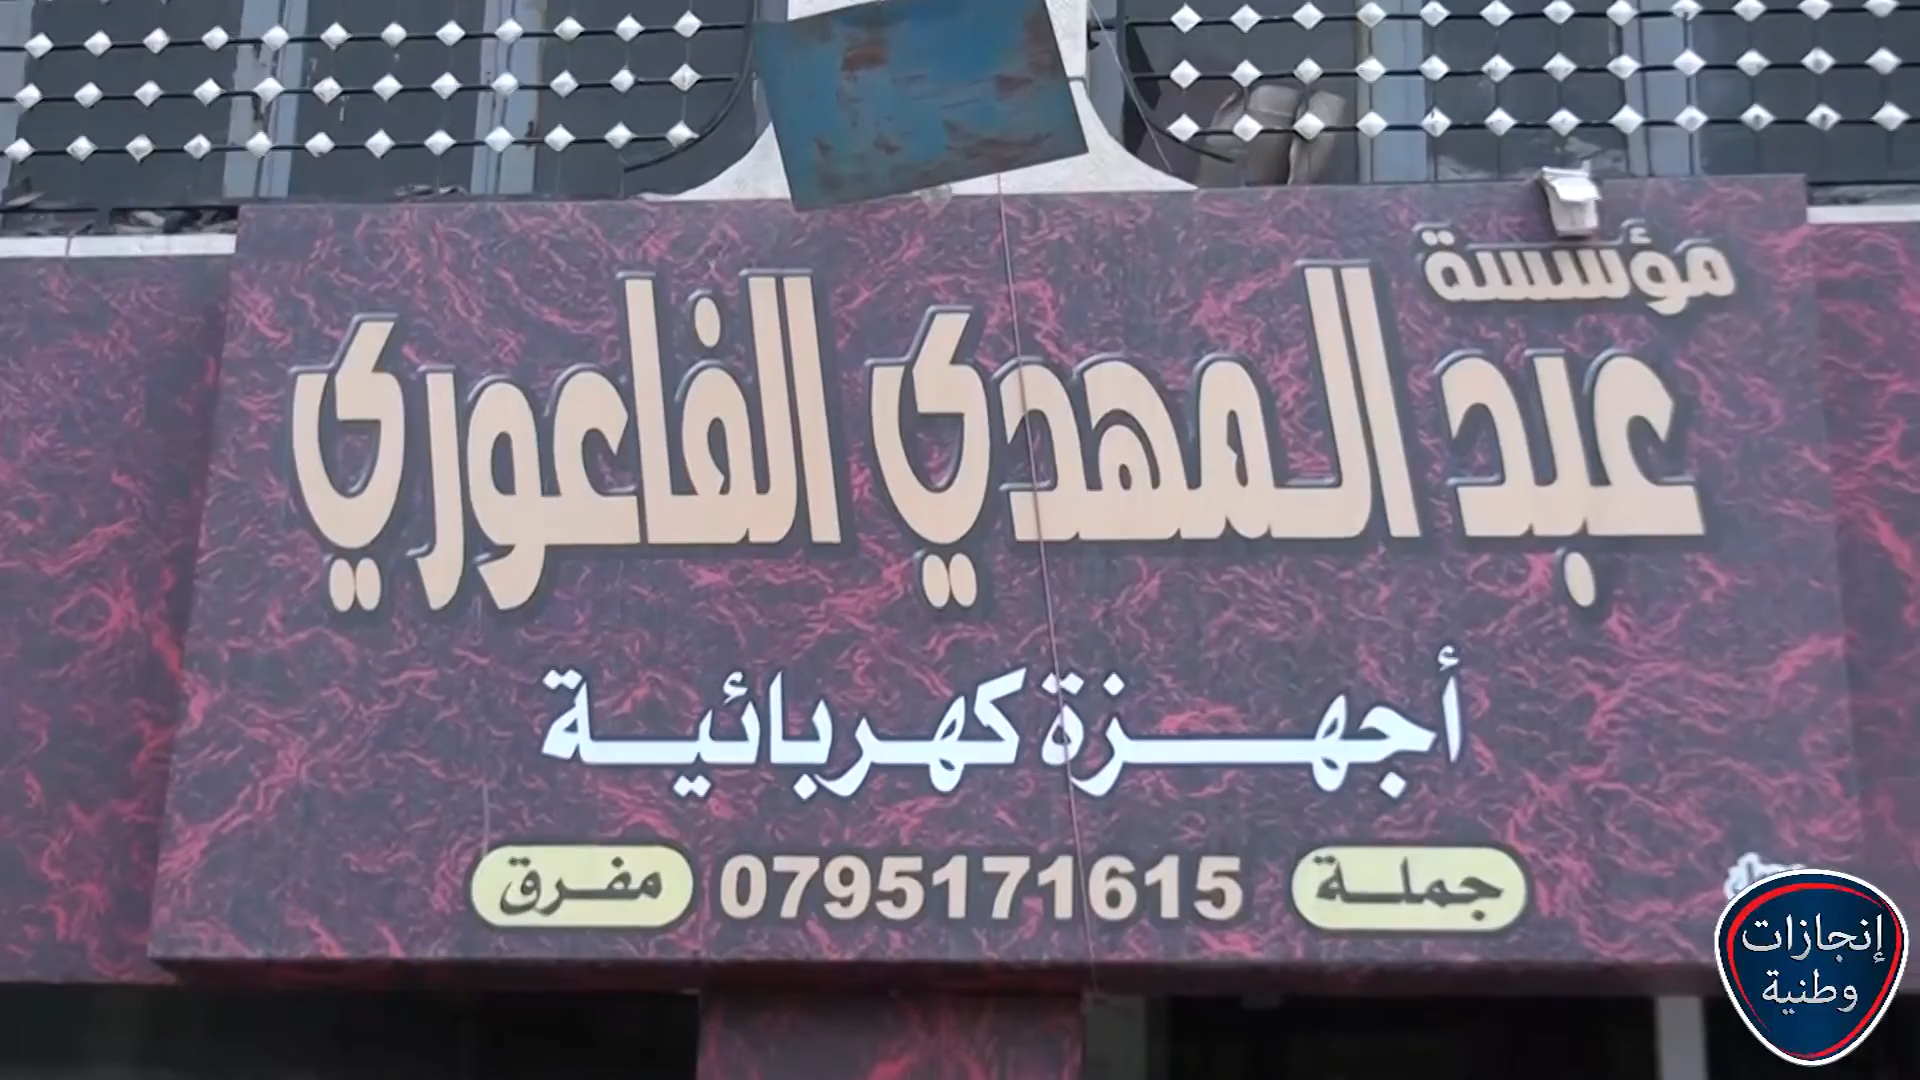 مؤسسة
عبد المهدي الفاعوري
أجهزة كهربائية
جملة 0795171615 مفرق
إنجازات
وطنية